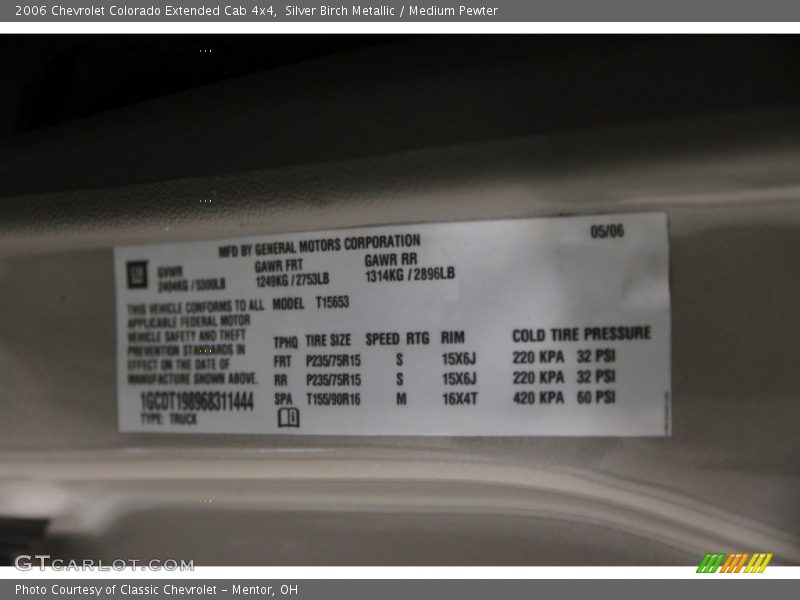 2006 Chevrolet Colorado Extended Cab 4x4, Silver Birch Metallic / Medium Pewter
MFD BY GENERAL MOTORS CORPORATION 05/06
GM
GVWR GAWR FRT GAWR RR
2404KG / 5300LB 1249KG / 2753LB 1314KG / 2896LB
THIS VEHICLE CONFORMS TO ALL
APPLICABLE FEDERAL MOTOR
VEHICLE SAFETY AND THEFT
PREVENTION STANDARDS IN
EFFECT ON THE DATE OF
MANUFACTURE SHOWN ABOVE.
1GCDT198968311444
TYPE: TRUCK
MODEL T15653
TPHQ TIRE SIZE SPEED RTG RIM COLD TIRE PRESSURE
FRT P235/75R15 S 15X6J 220 KPA 32 PSI
RR P235/75R15 S 15X6J 220 KPA 32 PSI
SPA T155/90R16 M 16X4T 420 KPA 60 PSI
GTCARLOT.COM
Photo Courtesy of Classic Chevrolet - Mentor, OH